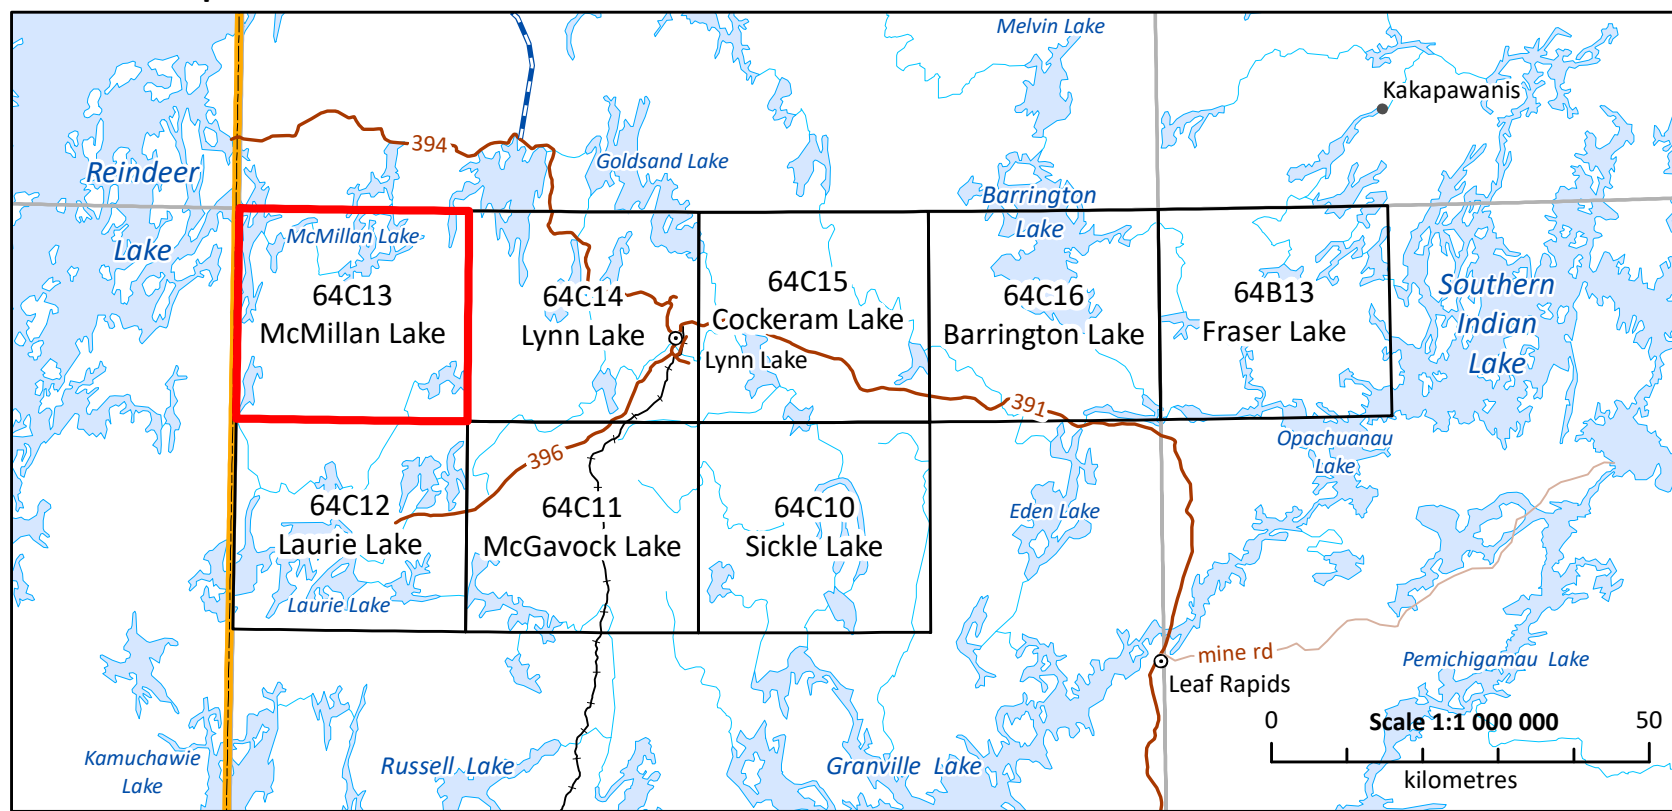 Melvin Lake
Kakapawanis
394
Goldsand Lake
Reindeer
Lake
Barrington
Lake
McMillan Lake
64C13
McMillan Lake
64C14
Lynn Lake
64C15
Cockeram Lake
64C16
Barrington Lake
64B13
Fraser Lake
Southern
Indian
Lake
Lynn Lake
391
396
Opachuanau
Lake
64C12
Laurie Lake
64C11
McGavock Lake
64C10
Sickle Lake
Eden Lake
Laurie Lake
mine rd
Pemichigamau Lake
Leaf Rapids
Kamuchawie
Lake
Russell Lake
Granville Lake
0 Scale 1:1 000 000 50
kilometres